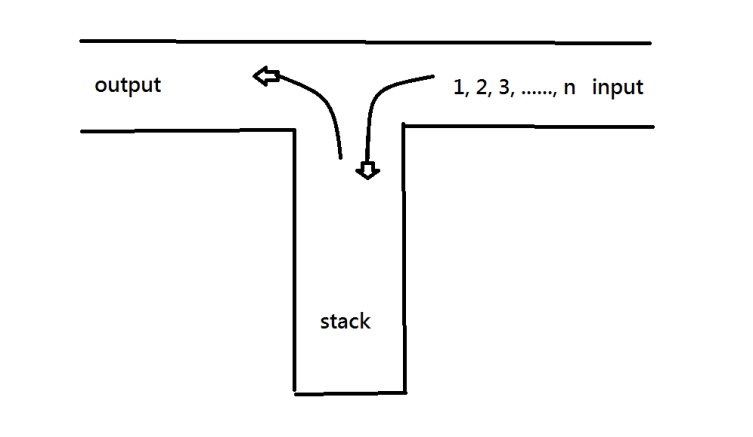 output
1, 2, 3, ......, n input
stack